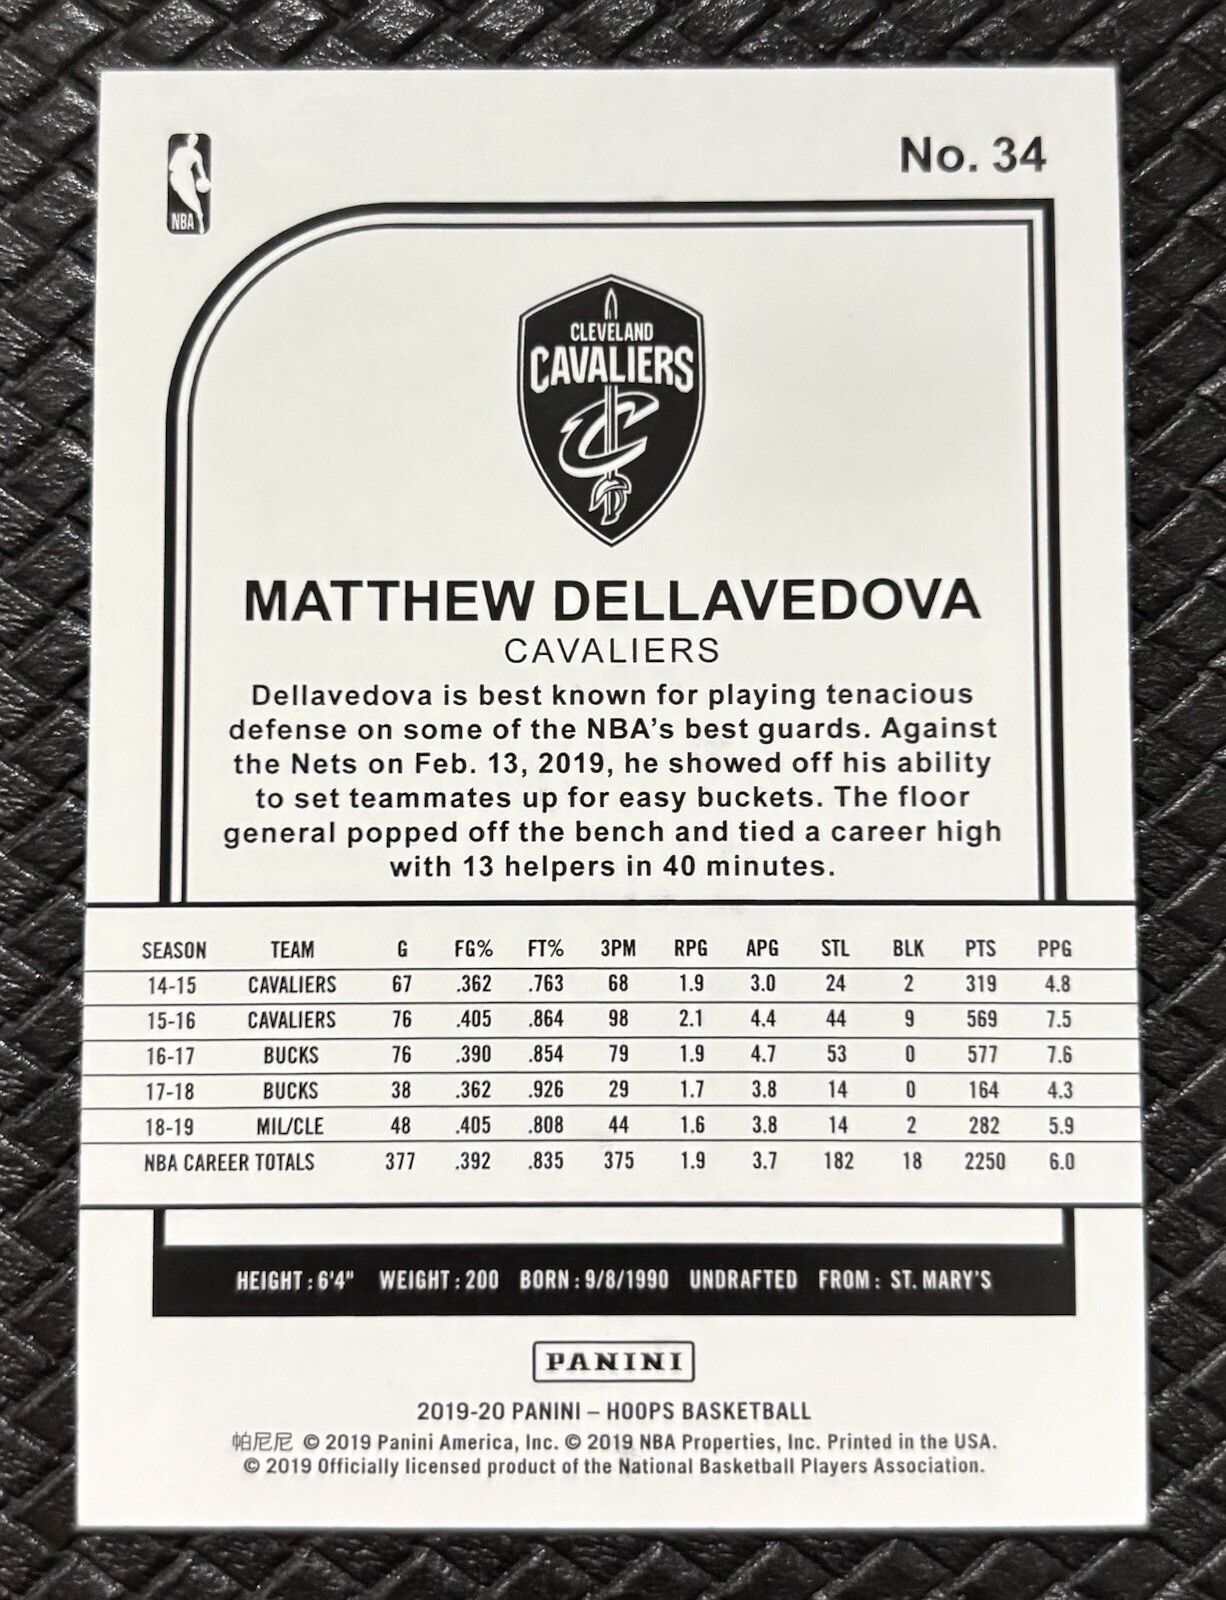 No. 34
NBA
CLEVELAND
CAVALIERS
C
MATTHEW DELLAVEDOVA
CAVALIERS
Dellavedova is best known for playing tenacious
defense on some of the NBA's best guards. Against
the Nets on Feb. 13, 2019, he showed off his ability
to set teammates up for easy buckets. The floor
general popped off the bench and tied a career high
with 13 helpers in 40 minutes.
SEASON TEAM G FG% FT% 3PM RPG APG STL BLK PTS PPG
14-15 CAVALIERS 67 .362 .763 68 1.9 3.0 24 2 319 4.8
15-16 CAVALIERS 76 .405 .864 98 2.1 4.4 44 9 569 7.5
16-17 BUCKS 76 .390 .854 79 1.9 4.7 53 0 577 7.6
17-18 BUCKS 38 .362 .926 29 1.7 3.8 14 0 164 4.3
18-19 MIL/CLE 48 .405 .808 44 1.6 3.8 14 2 282 5.9
NBA CAREER TOTALS 377 .392 .835 375 1.9 3.7 182 18 2250 6.0
HEIGHT: 6'4" WEIGHT: 200 BORN: 9/8/1990 UNDRAFTED FROM: ST. MARY'S
PANINI
2019-20 PANINI – HOOPS BASKETBALL
帕尼尼 © 2019 Panini America, Inc. © 2019 NBA Properties, Inc. Printed in the USA.
© 2019 Officially licensed product of the National Basketball Players Association.